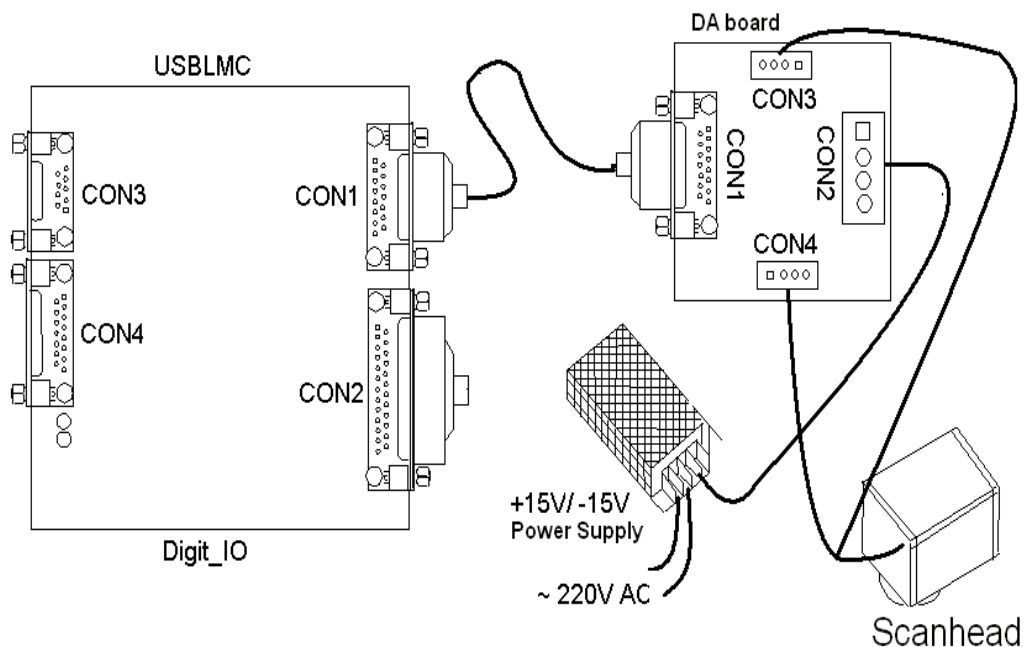 DA board
USBLMC
CON3
CON1
CON2
CON3
CON1
CON4
CON4
CON2
+15V/ -15V
Power Supply
Digit_IO
~ 220V AC
Scanhead